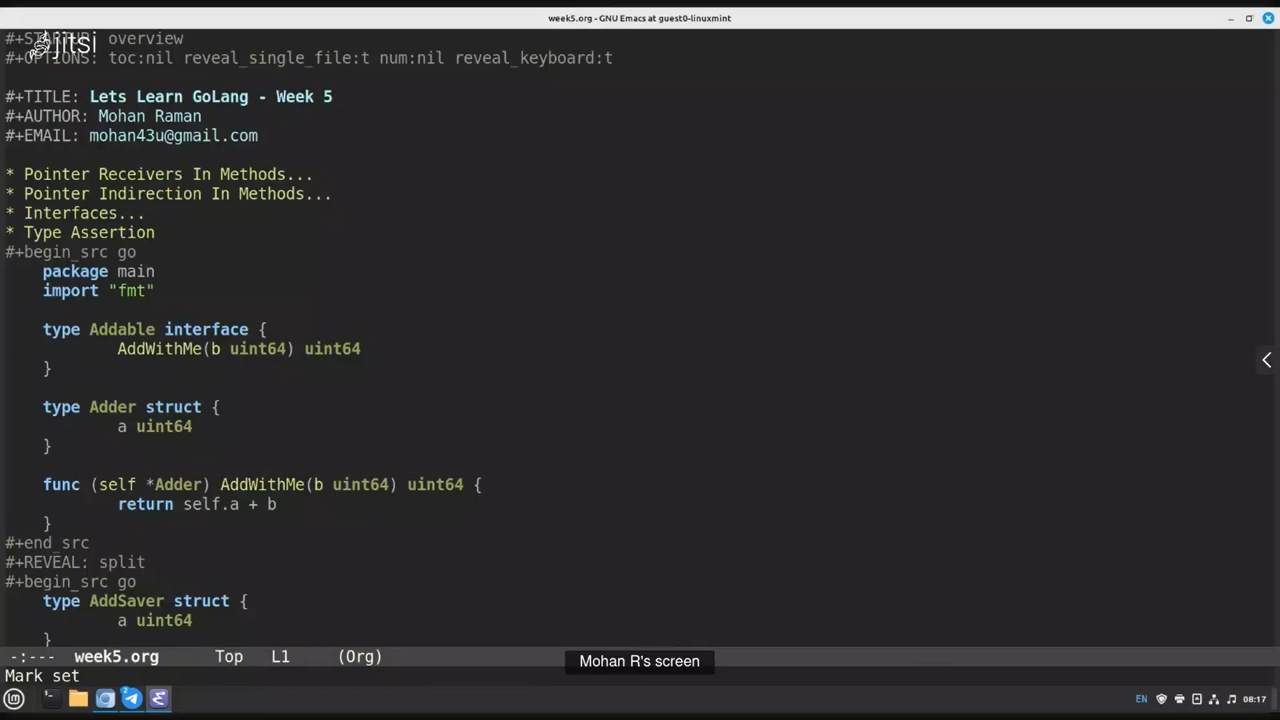 week5.org - GNU Emacs at guest0-linuxmint
jitsi
overview
#+OPTIONS: toc:nil reveal_single_file:t num:nil reveal_keyboard:t
#+TITLE: Lets Learn GoLang - Week 5
#+AUTHOR: Mohan Raman
#+EMAIL: mohan43u@gmail.com
* Pointer Receivers In Methods...
* Pointer Indirection In Methods...
* Interfaces...
* Type Assertion
#+begin_src go
package main
import "fmt"
type Addable interface {
AddWithMe(b uint64) uint64
}
type Adder struct {
a uint64
}
func (self *Adder) AddWithMe(b uint64) uint64 {
return self.a + b
}
#+end_src
#+REVEAL: split
#+begin_src go
type AddSaver struct {
a uint64
}
-:--- week5.org Top L1 (Org)
Mohan R's screen
Mark set
EN 08:17